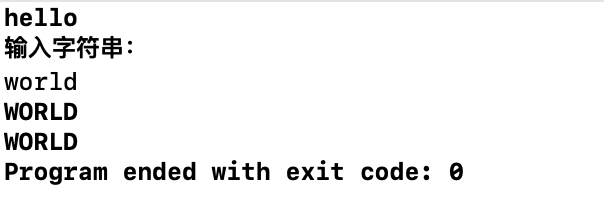 hello
输入字符串：
world
WORLD
WORLD
Program ended with exit code: 0